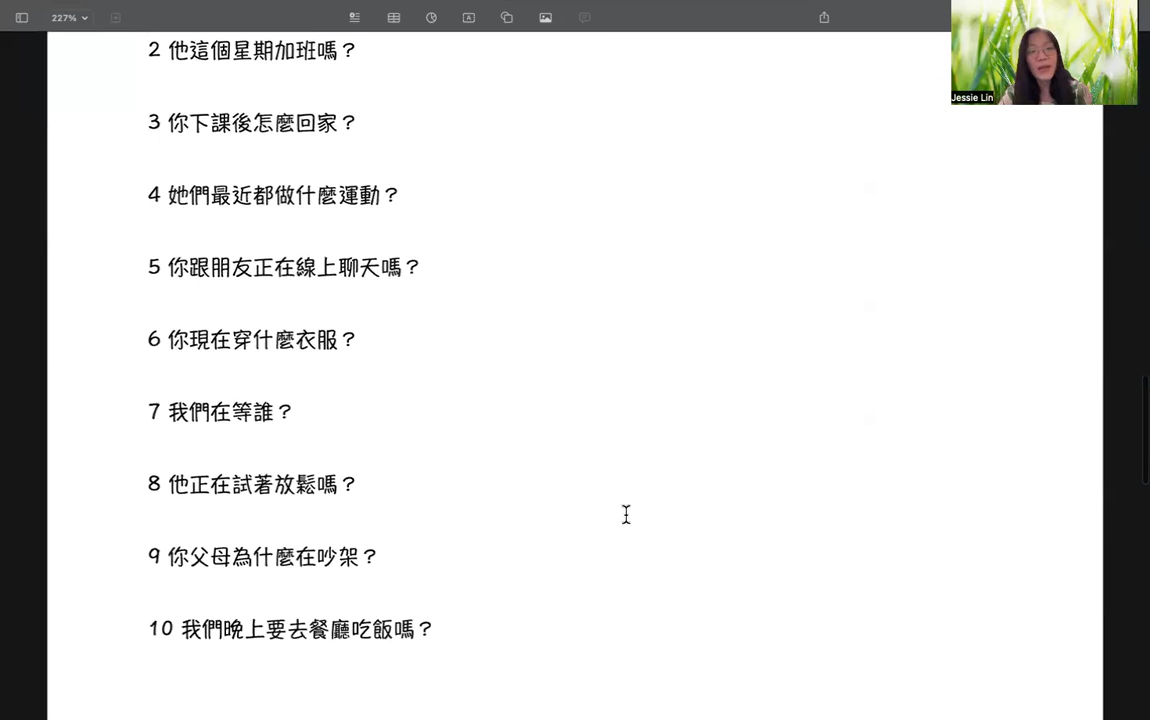 227%
Jessie Lin
2 他這個星期加班嗎？
3 你下課後怎麼回家？
4 她們最近都做什麼運動？
5 你跟朋友正在線上聊天嗎？
6 你現在穿什麼衣服？
7 我們在等誰？
8 他正在試著放鬆嗎？
9 你父母為什麼在吵架？
10 我們晚上要去餐廳吃飯嗎？